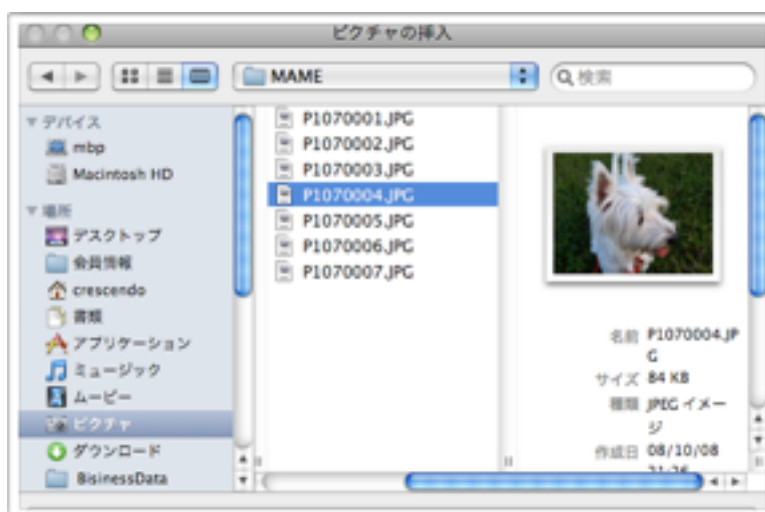 ピクチャの挿入
MAME
検索
デバイス
mbp
Macintosh HD
場所
デスクトップ
会員情報
crescendo
書類
アプリケーション
ミュージック
ムービー
ピクチャ
ダウンロード
BisinessData
P1070001.JPG
P1070002.JPG
P1070003.JPG
P1070004.JPG
P1070005.JPG
P1070006.JPG
P1070007.JPG
名前 P1070004.JP
G
サイズ 84 KB
種類 JPEG イメー
ジ
作成日 08/10/08